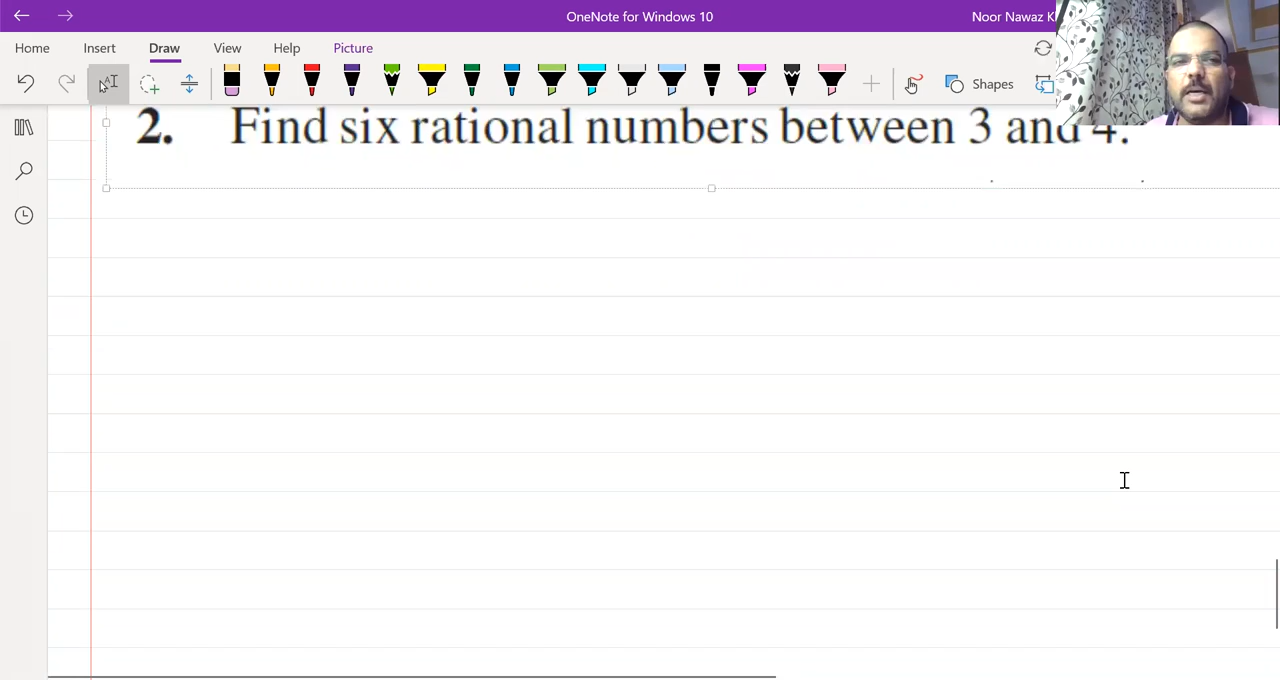 OneNote for Windows 10
Noor Nawaz K
Home Insert Draw View Help Picture
Shapes
2. Find six rational numbers between 3 and 4.